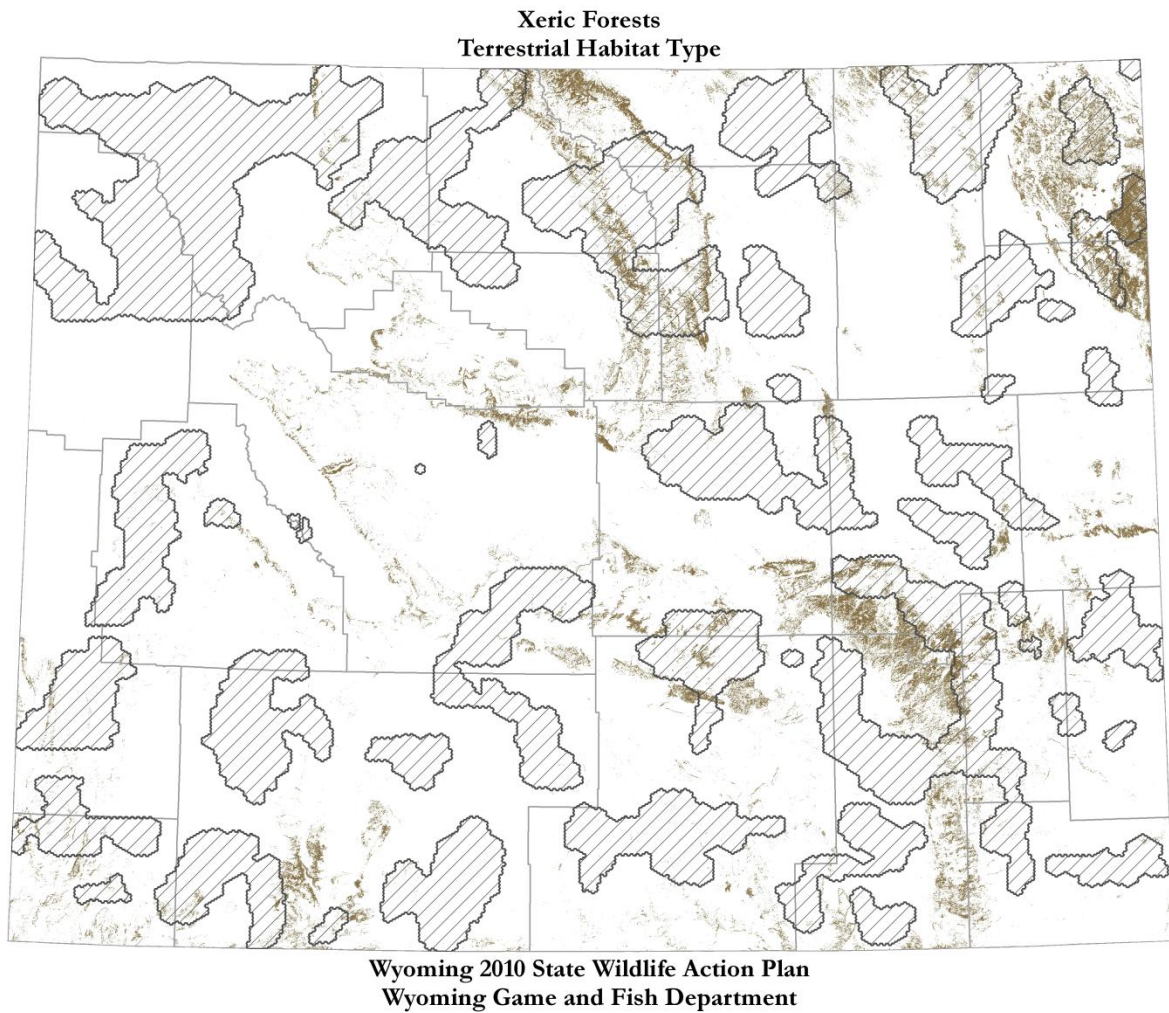 Xeric Forests
Terrestrial Habitat Type
Wyoming 2010 State Wildlife Action Plan
Wyoming Game and Fish Department